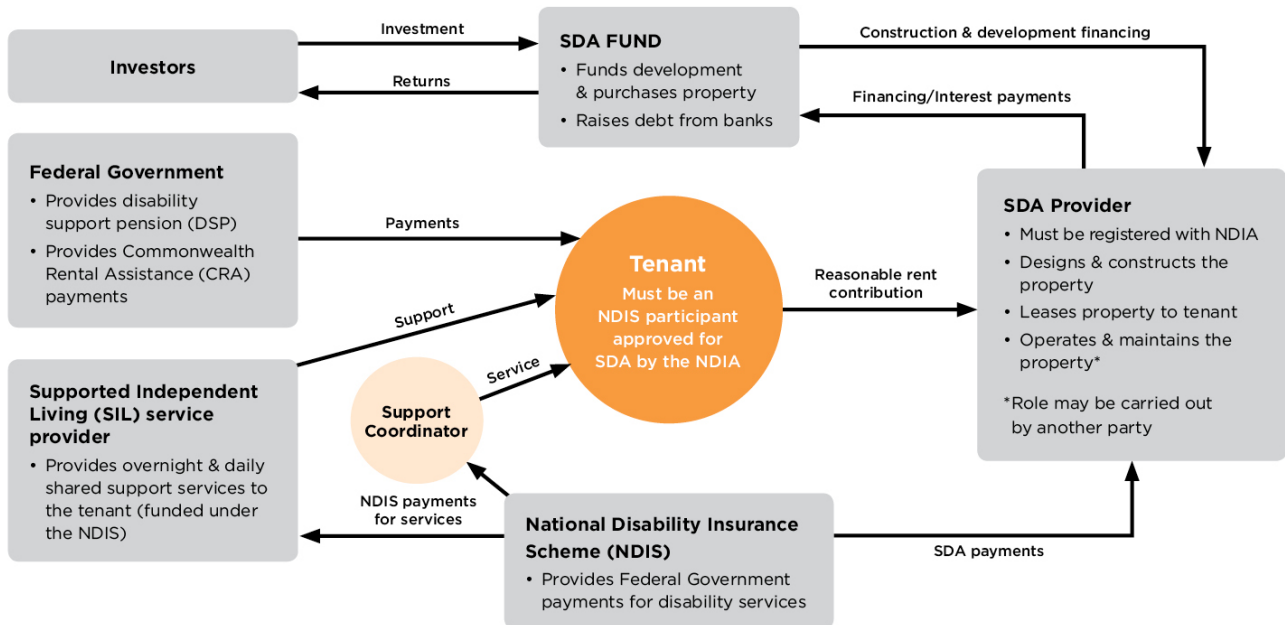 Investors
Investment
Returns
SDA FUND
• Funds development
& purchases property
• Raises debt from banks
Construction & development financing
Financing/Interest payments
Federal Government
• Provides disability
support pension (DSP)
• Provides Commonwealth
Rental Assistance (CRA)
payments
Payments
Tenant
Must be an
NDIS participant
approved for
SDA by the NDIA
Reasonable rent
contribution
SDA Provider
• Must be registered with NDIA
• Designs & constructs the
property
• Leases property to tenant
• Operates & maintains the
property*
*Role may be carried out
by another party
Support
Service
Support
Coordinator
Supported Independent
Living (SIL) service
provider
• Provides overnight & daily
shared support services to
the tenant (funded under
the NDIS)
NDIS payments
for services
National Disability Insurance
Scheme (NDIS)
• Provides Federal Government
payments for disability services
SDA payments